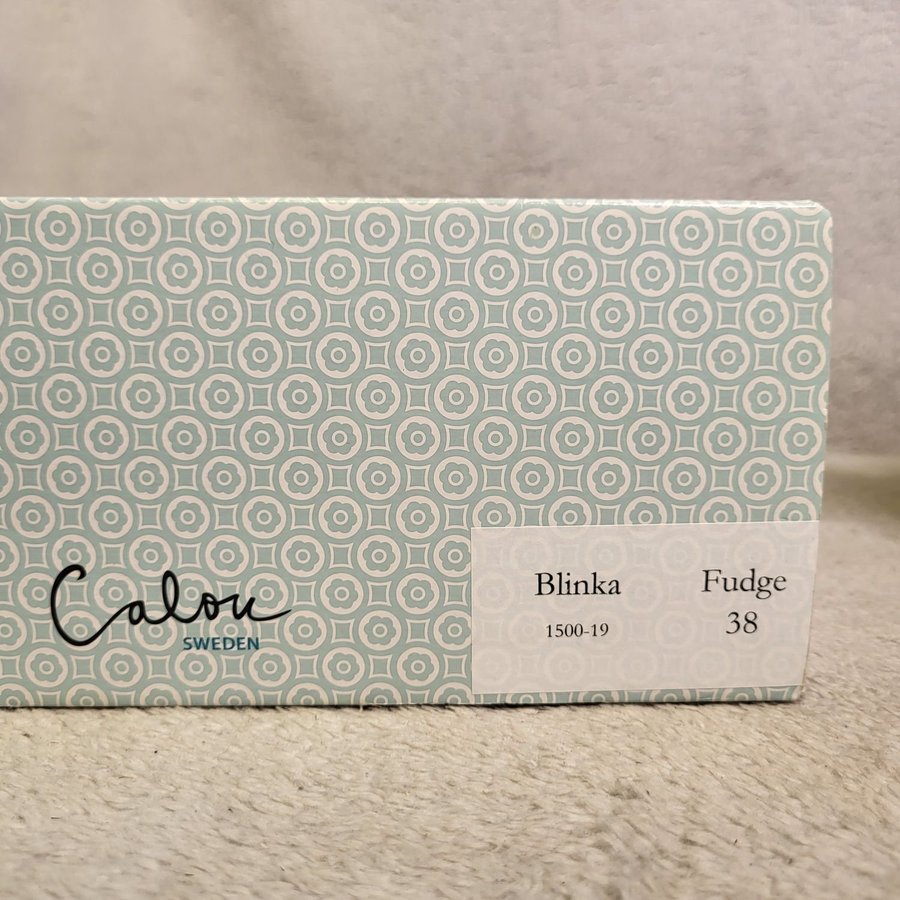 Calou
SWEDEN
Blinka
1500-19
Fudge
38